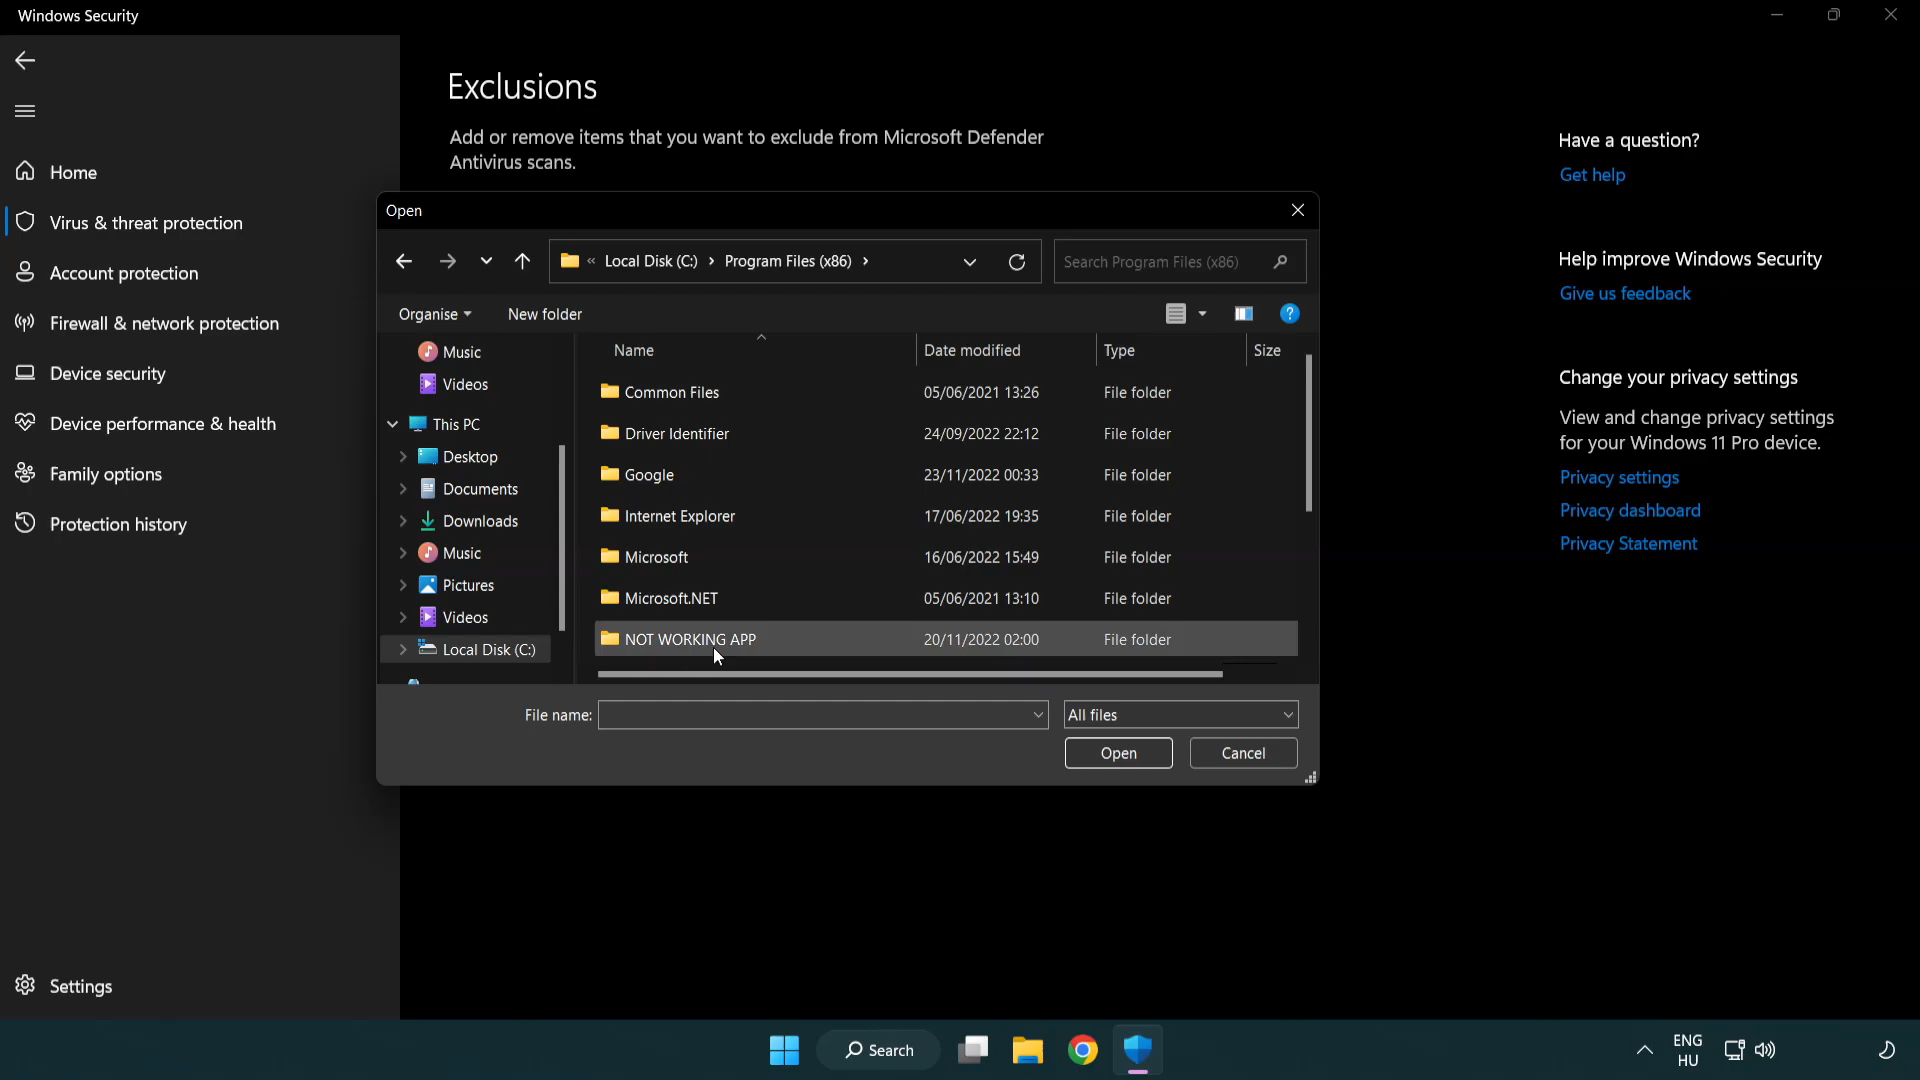 Windows Security
Home
Virus & threat protection
Account protection
Firewall & network protection
Device security
Device performance & health
Family options
Protection history
Settings
Exclusions
Add or remove items that you want to exclude from Microsoft Defender
Antivirus scans.
Open
« Local Disk (C:) › Program Files (x86) ›
Search Program Files (x86)
Organise
New folder
?
Music
Videos
This PC
Desktop
Documents
Downloads
Music
Pictures
Videos
Local Disk (C:)
Name Date modified Type Size
Common Files 05/06/2021 13:26 File folder
Driver Identifier 24/09/2022 22:12 File folder
Google 23/11/2022 00:33 File folder
Internet Explorer 17/06/2022 19:35 File folder
Microsoft 16/06/2022 15:49 File folder
Microsoft.NET 05/06/2021 13:10 File folder
NOT WORKING APP 20/11/2022 02:00 File folder
File name:
All files
Open
Cancel
Have a question?
Get help
Help improve Windows Security
Give us feedback
Change your privacy settings
View and change privacy settings
for your Windows 11 Pro device.
Privacy settings
Privacy dashboard
Privacy Statement
Search
ENG
HU